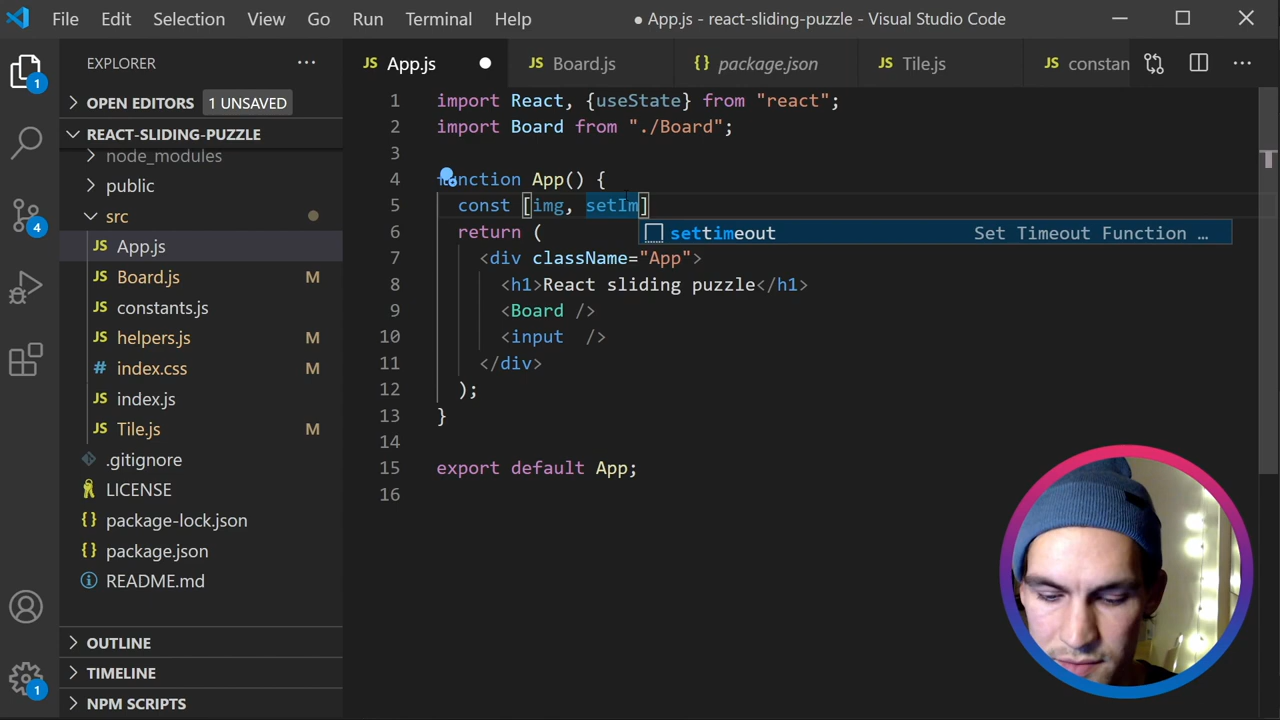 File Edit Selection View Go Run Terminal Help ● App.js - react-sliding-puzzle - Visual Studio Code
EXPLORER
JS App.js
JS Board.js
{} package.json
JS Tile.js
JS constan
OPEN EDITORS 1 UNSAVED
REACT-SLIDING-PUZZLE
node_modules
public
src
JS App.js
JS Board.js M
JS constants.js
JS helpers.js M
# index.css M
JS index.js
JS Tile.js M
.gitignore
LICENSE
{} package-lock.json
{} package.json
README.md
OUTLINE
TIMELINE
NPM SCRIPTS
1
4
1
1 import React, {useState} from "react";
2 import Board from "./Board";
3
4 function App() {
5 const [img, setIm]
settimeout Set Timeout Function …
6 return (
7 <div className="App">
8 <h1>React sliding puzzle</h1>
9 <Board />
10 <input />
11 </div>
12 );
13 }
14
15 export default App;
16